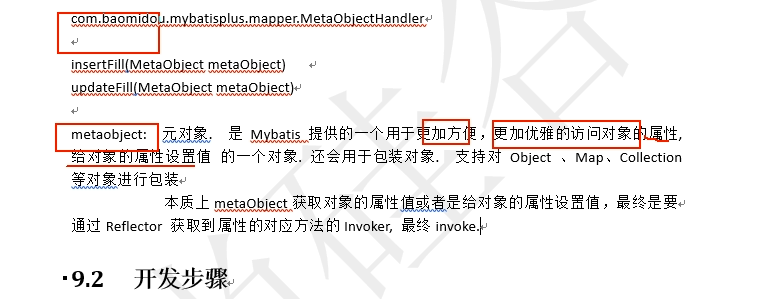 com.baomidou.mybatisplus.mapper.MetaObjectHandler
insertFill(MetaObject metaObject)
updateFill(MetaObject metaObject)
metaobject: 元对象. 是 Mybatis 提供的一个用于更加方便，更加优雅的访问对象的属性,
给对象的属性设置值 的一个对象. 还会用于包装对象. 支持对 Object 、Map、Collection
等对象进行包装
本质上 metaObject 获取对象的属性值或者是给对象的属性设置值，最终是要
通过 Reflector 获取到属性的对应方法的 Invoker, 最终 invoke.
9.2 开发步骤